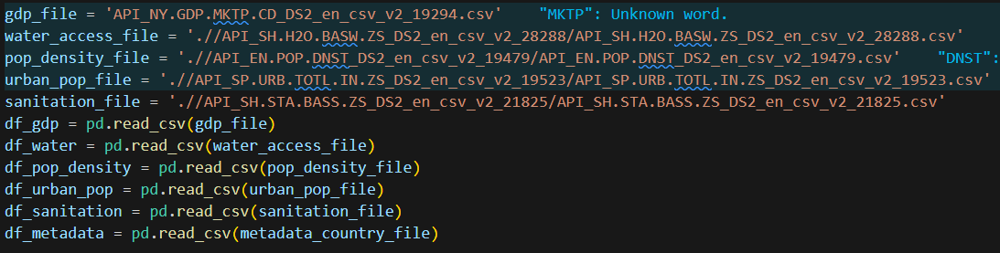 gdp_file = 'API_NY.GDP.MKTP.CD_DS2_en_csv_v2_19294.csv'    "MKTP": Unknown word.
water_access_file = './/API_SH.H2O.BASW.ZS_DS2_en_csv_v2_28288/API_SH.H2O.BASW.ZS_DS2_en_csv_v2_28288.csv'
pop_density_file = './/API_EN.POP.DNST_DS2_en_csv_v2_19479/API_EN.POP.DNST_DS2_en_csv_v2_19479.csv'    "DNST":
urban_pop_file = './/API_SP.URB.TOTL.IN.ZS_DS2_en_csv_v2_19523/API_SP.URB.TOTL.IN.ZS_DS2_en_csv_v2_19523.csv'
sanitation_file = './/API_SH.STA.BASS.ZS_DS2_en_csv_v2_21825/API_SH.STA.BASS.ZS_DS2_en_csv_v2_21825.csv'
df_gdp = pd.read_csv(gdp_file)
df_water = pd.read_csv(water_access_file)
df_pop_density = pd.read_csv(pop_density_file)
df_urban_pop = pd.read_csv(urban_pop_file)
df_sanitation = pd.read_csv(sanitation_file)
df_metadata = pd.read_csv(metadata_country_file)